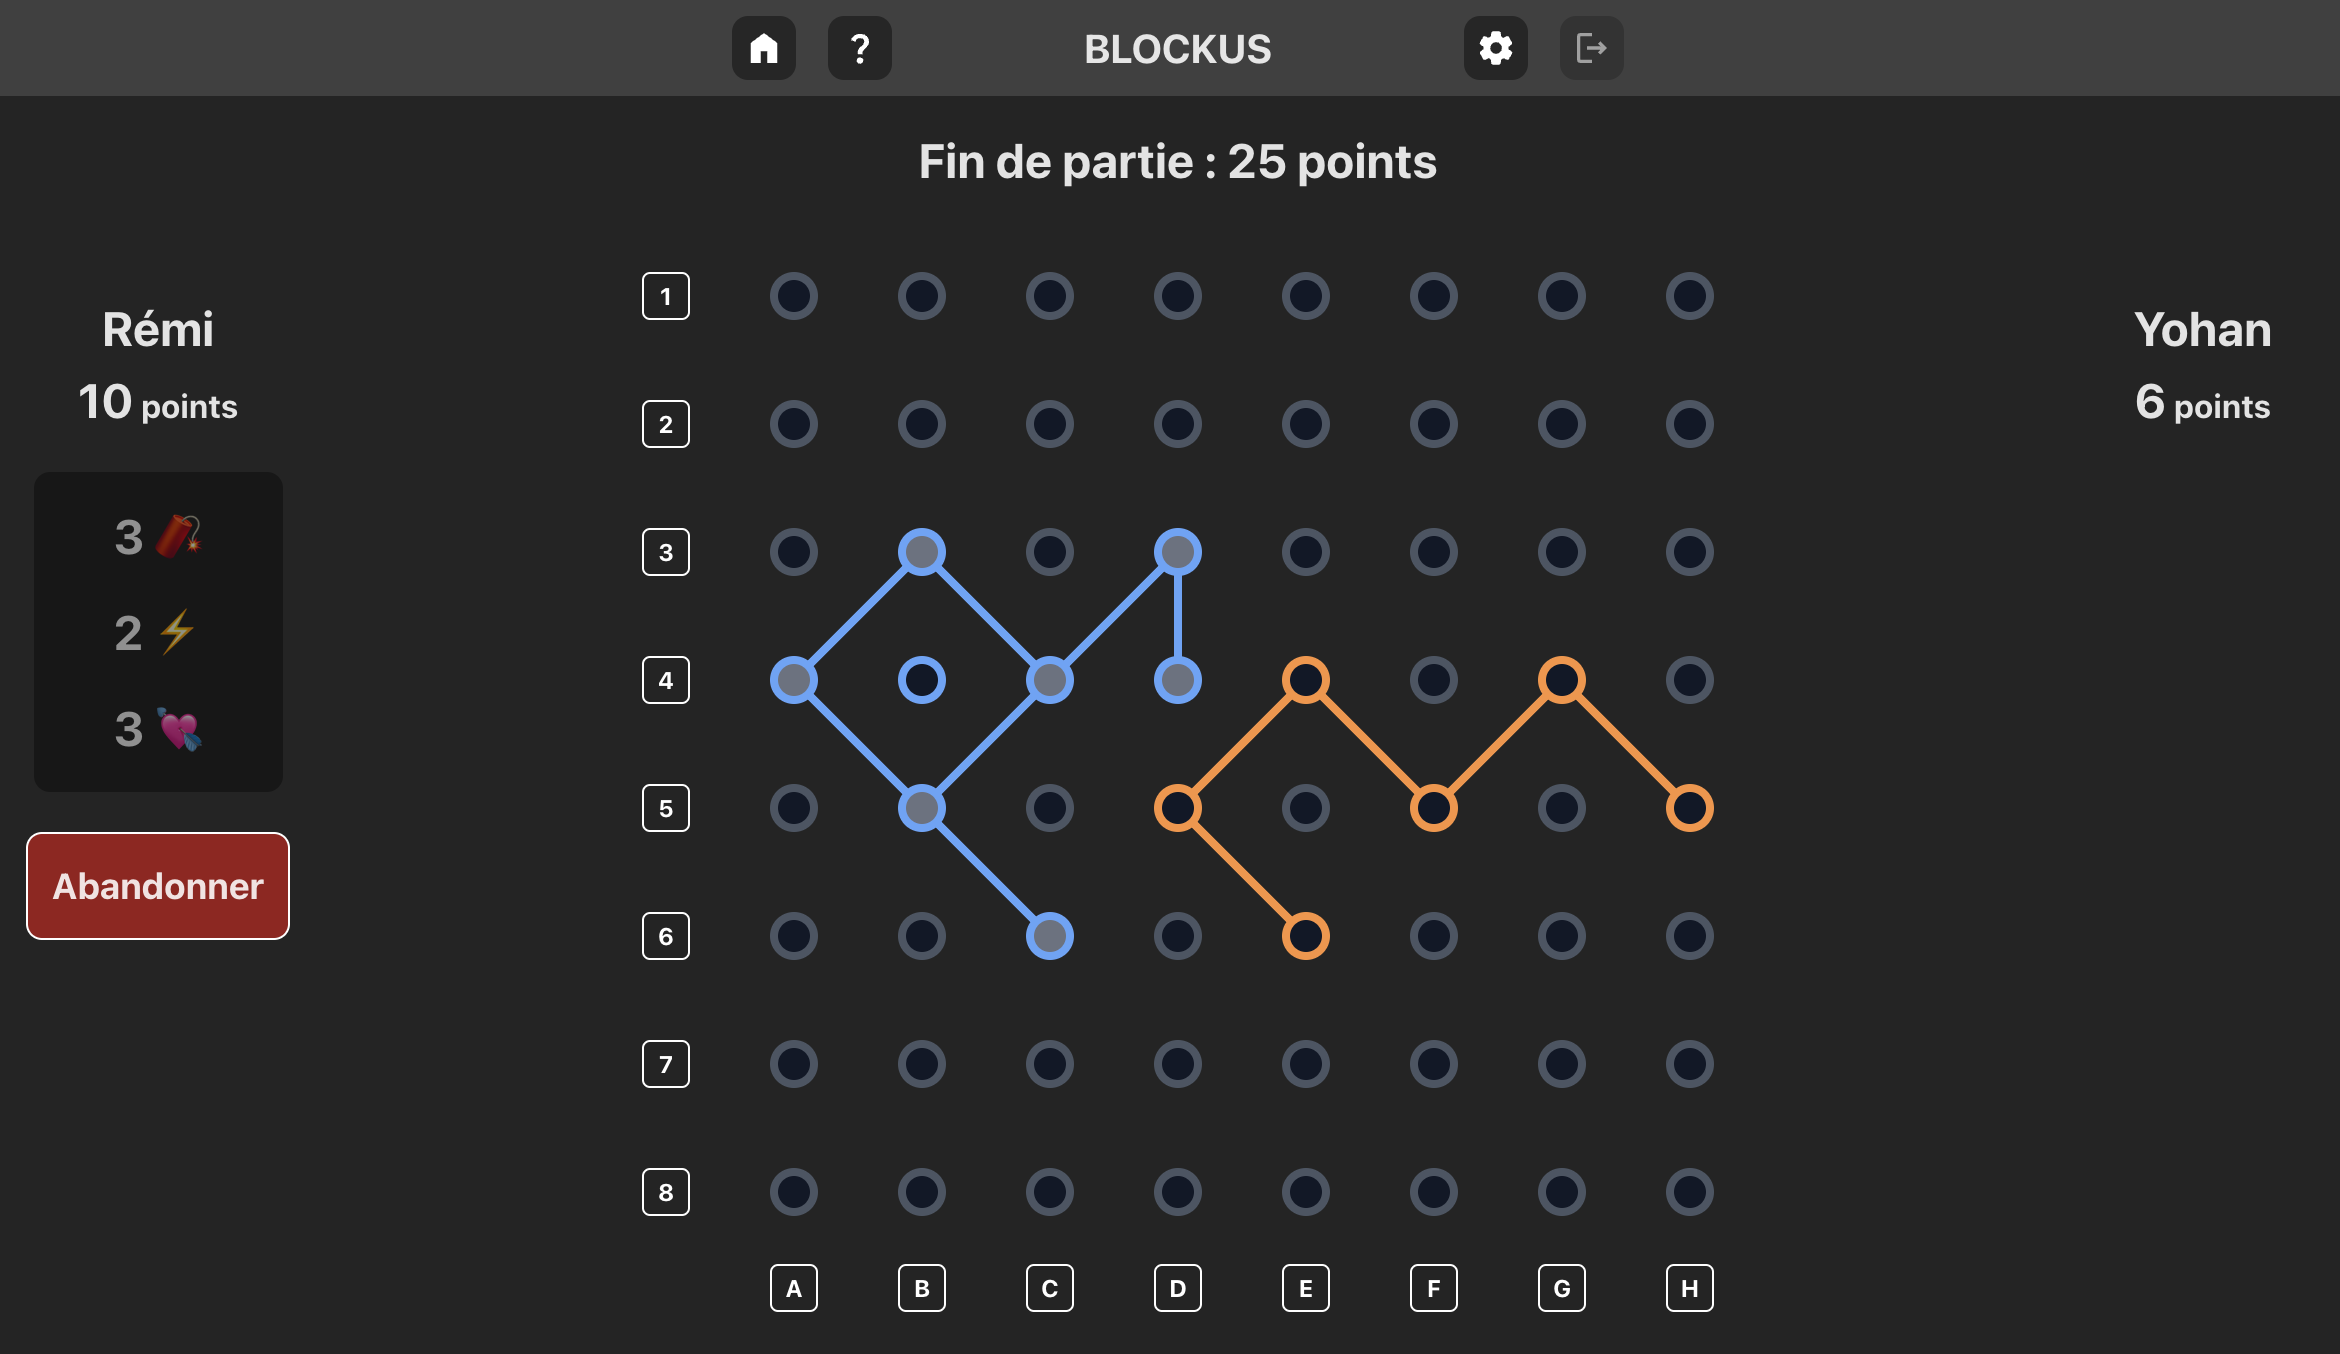 ?
BLOCKUS
Fin de partie : 25 points
Rémi
10 points
3
2
3
Abandonner
Yohan
6 points
1
2
3
4
5
6
7
8
A B C D E F G H